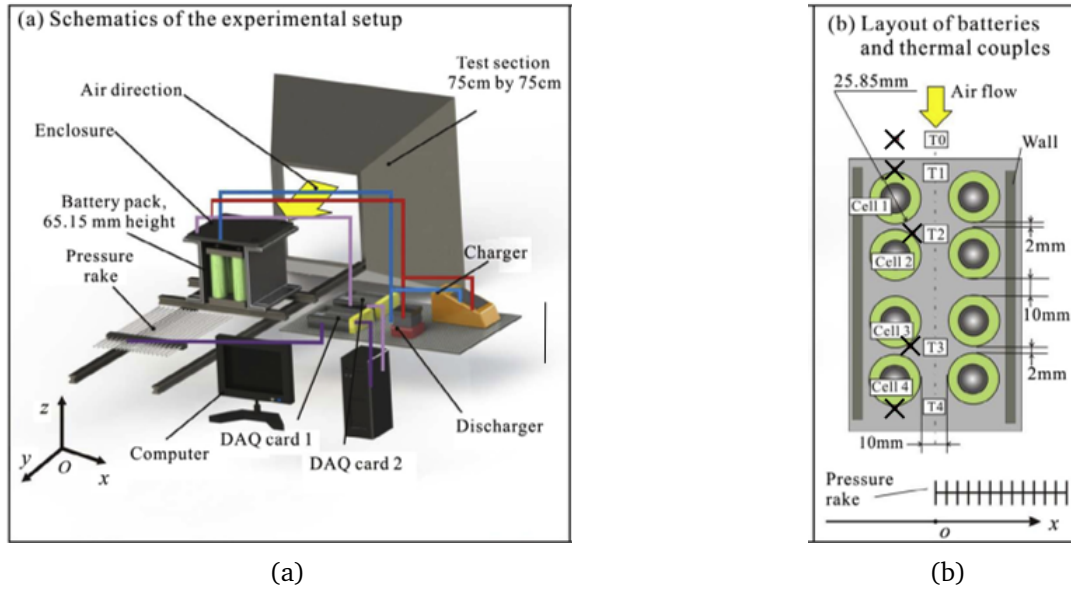 (a) Schematics of the experimental setup
Test section
75cm by 75cm
Air direction
Enclosure
Battery pack,
65.15 mm height)
Pressure
rake
Charger
z
y
O
x
Computer
DAQ card 1
DAQ card 2
Discharger
(a)
(b) Layout of batteries
and thermal couples
25.85mm
Air flow
T0
Wall
T1
Cell 1
T2
2mm
Cell 2
10mm
Cell 3
T3
2mm
Cell 4
T4
10mm
Pressure
rake
o
x
(b)